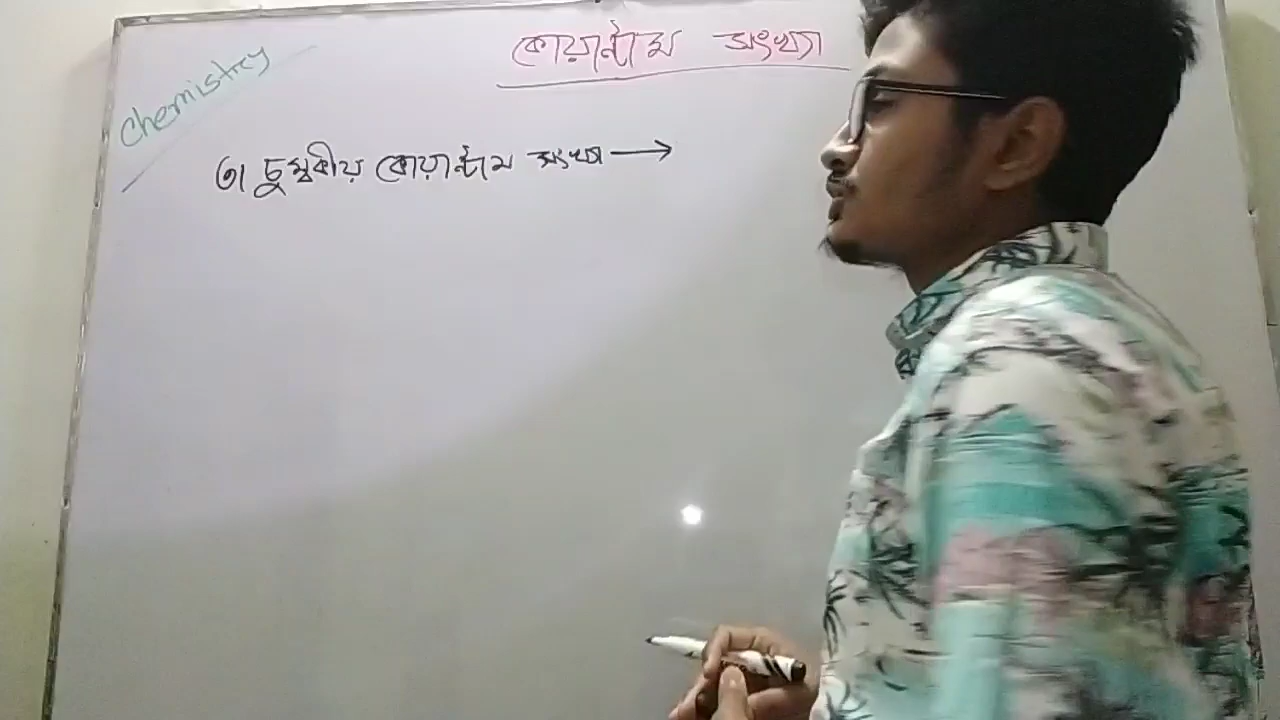 Chemistry
কোয়ান্টাম সংখ্যা
৩। চুম্বকীয় কোয়ান্টাম সংখ্যা →